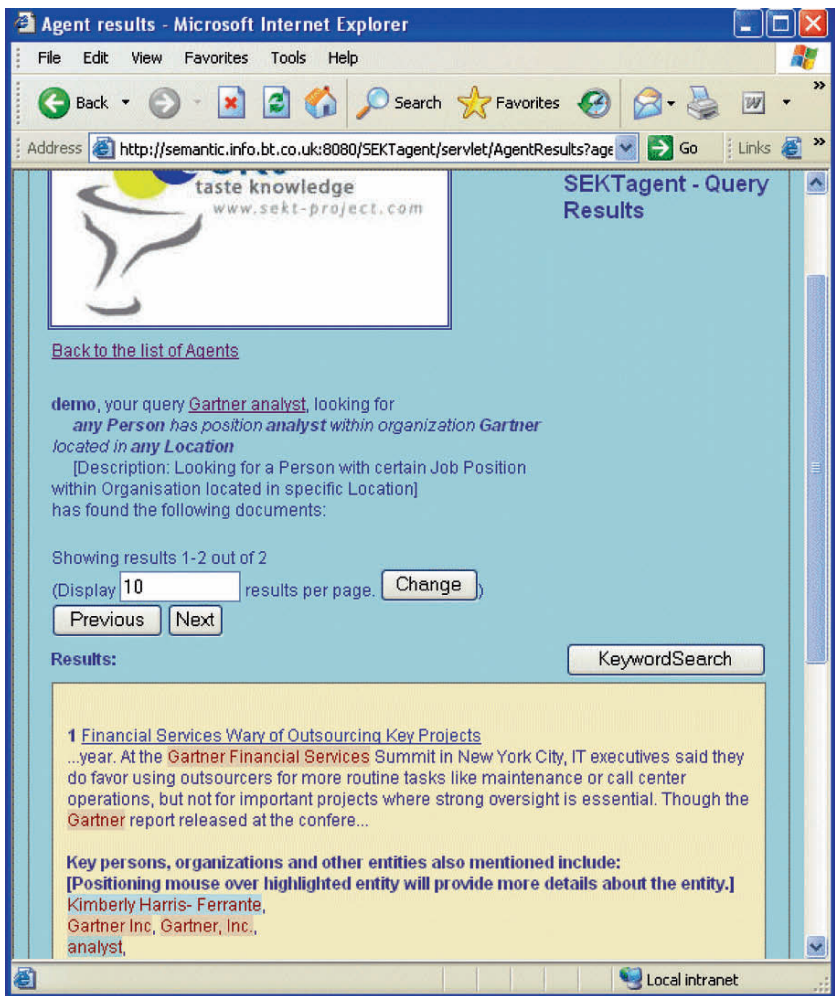 Agent results - Microsoft Internet Explorer
File Edit View Favorites Tools Help
Back Search Favorites W »
Address http://semantic.info.bt.co.uk:8080/SEKTagent/servlet/AgentResults?age Go Links »
taste knowledge
www.sekt-project.com
SEKTagent - Query
Results
Back to the list of Agents
demo, your query Gartner analyst, looking for
any Person has position analyst within organization Gartner
located in any Location
[Description: Looking for a Person with certain Job Position
within Organisation located in specific Location]
has found the following documents:
Showing results 1-2 out of 2
(Display 10 results per page. Change )
Previous Next
Results: KeywordSearch
1 Financial Services Wary of Outsourcing Key Projects
...year. At the Gartner Financial Services Summit in New York City, IT executives said they
do favor using outsourcers for more routine tasks like maintenance or call center
operations, but not for important projects where strong oversight is essential. Though the
Gartner report released at the confere...
Key persons, organizations and other entities also mentioned include:
[Positioning mouse over highlighted entity will provide more details about the entity.]
Kimberly Harris- Ferrante,
Gartner Inc, Gartner, Inc.,
analyst,
Local intranet